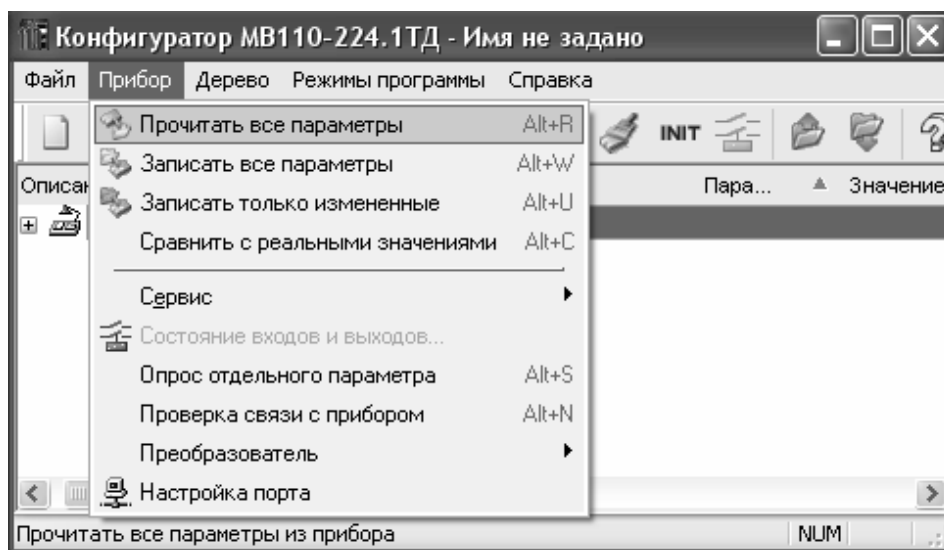 Конфигуратор МВ110-224.1ТД - Имя не задано
Файл Прибор Дерево Режимы программы Справка
Прочитать все параметры Alt+R
INIT
Записать все параметры Alt+W
Пара... Значение
Записать только измененные Alt+U
Сравнить с реальными значениями Alt+C
Сервис
Состояние входов и выходов...
Опрос отдельного параметра Alt+S
Проверка связи с прибором Alt+N
Преобразователь
Настройка порта
Прочитать все параметры из прибора NUM